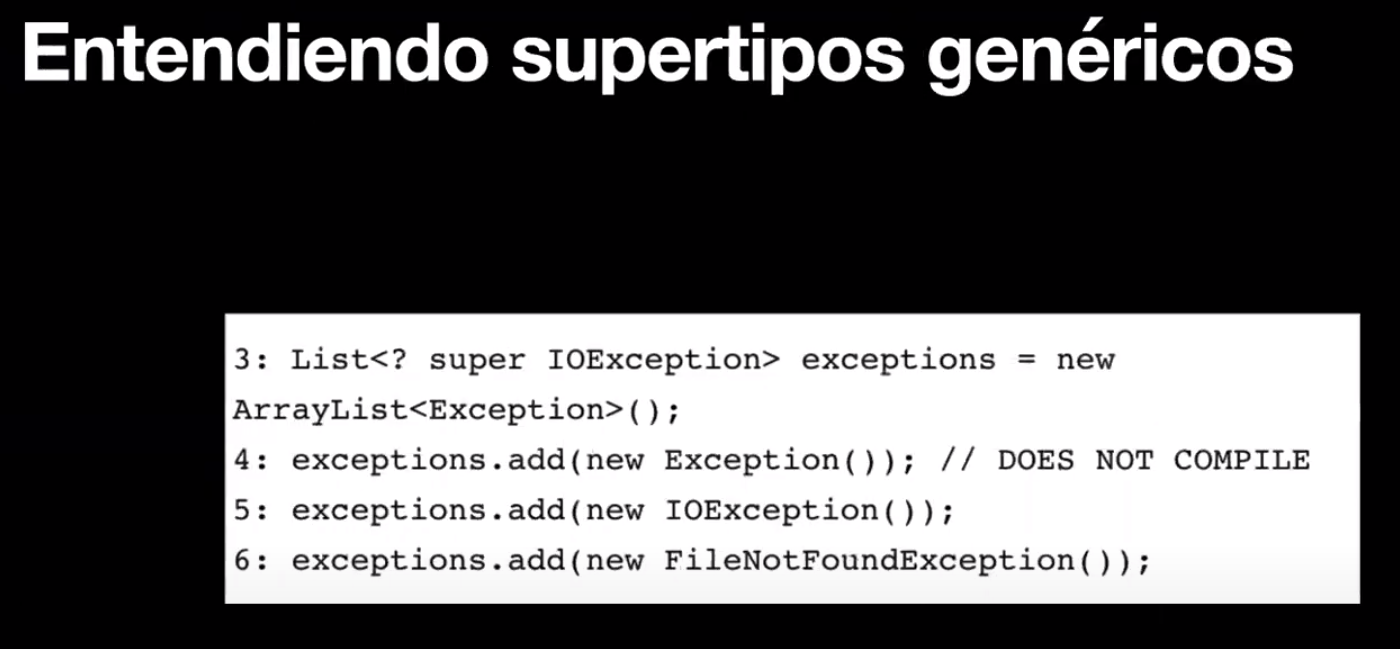 Entendiendo supertipos genéricos
3: List<? super IOException> exceptions = new
ArrayList<Exception>();
4: exceptions.add(new Exception()); // DOES NOT COMPILE
5: exceptions.add(new IOException());
6: exceptions.add(new FileNotFoundException());